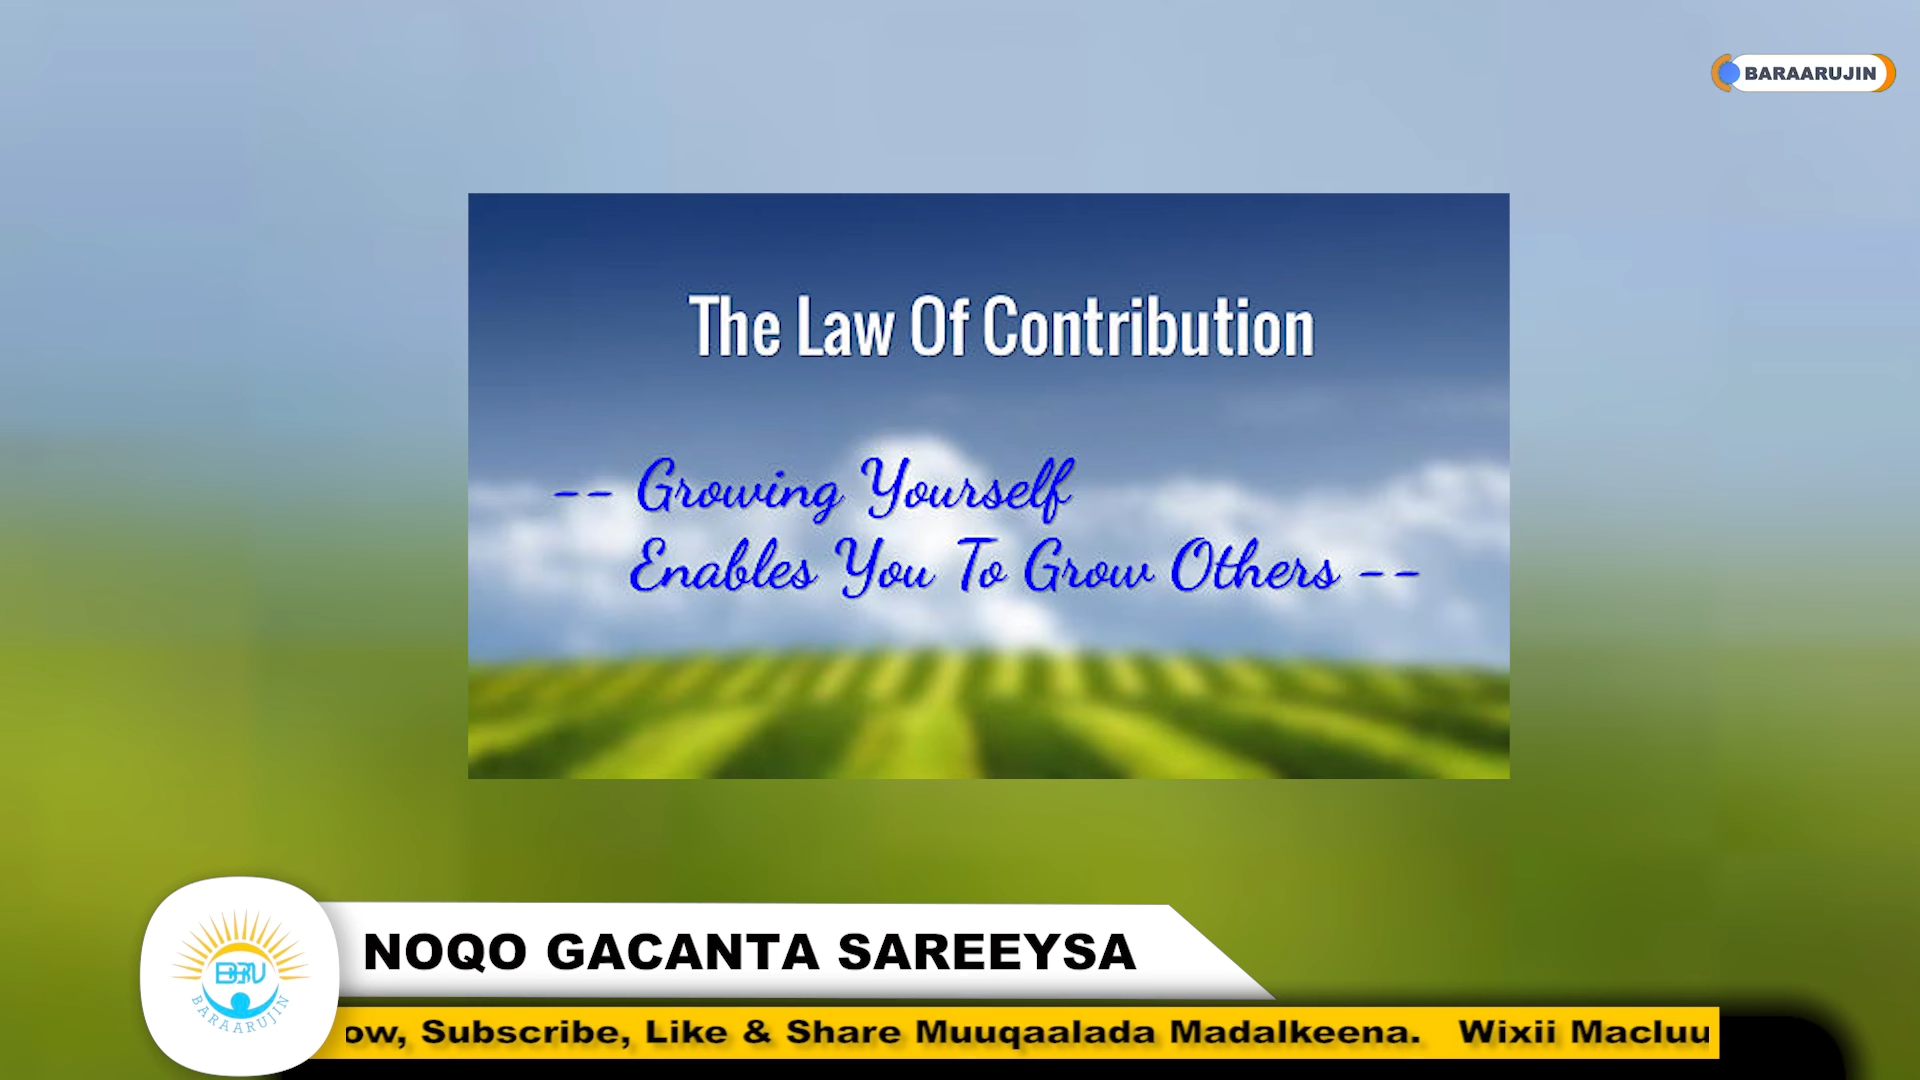 BARAARUJIN
The Law Of Contribution
-- Growing Yourself
Enables You To Grow Others --
NOQO GACANTA SAREEYSA
BARAARUJIN
ow, Subscribe, Like & Share Muuqaalada Madalkeena. Wixii Macluu